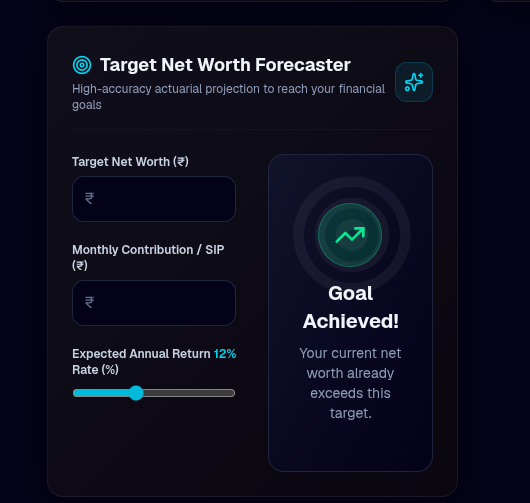 Target Net Worth Forecaster
High-accuracy actuarial projection to reach your financial
goals
Target Net Worth (₹)
₹
Monthly Contribution / SIP
(₹)
₹
Expected Annual Return 12%
Rate (%)
Goal
Achieved!
Your current net
worth already
exceeds this
target.